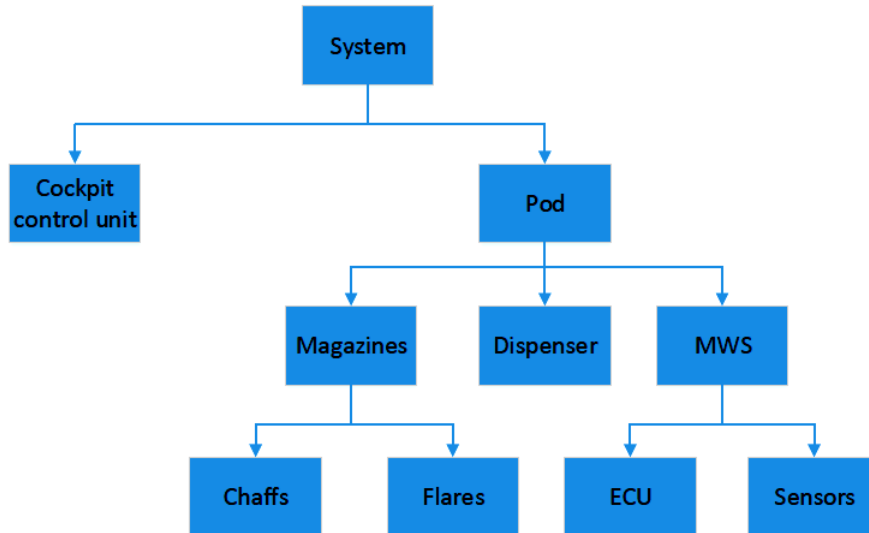 System
Cockpit
control unit
Pod
Magazines
Dispenser
MWS
Chaffs
Flares
ECU
Sensors